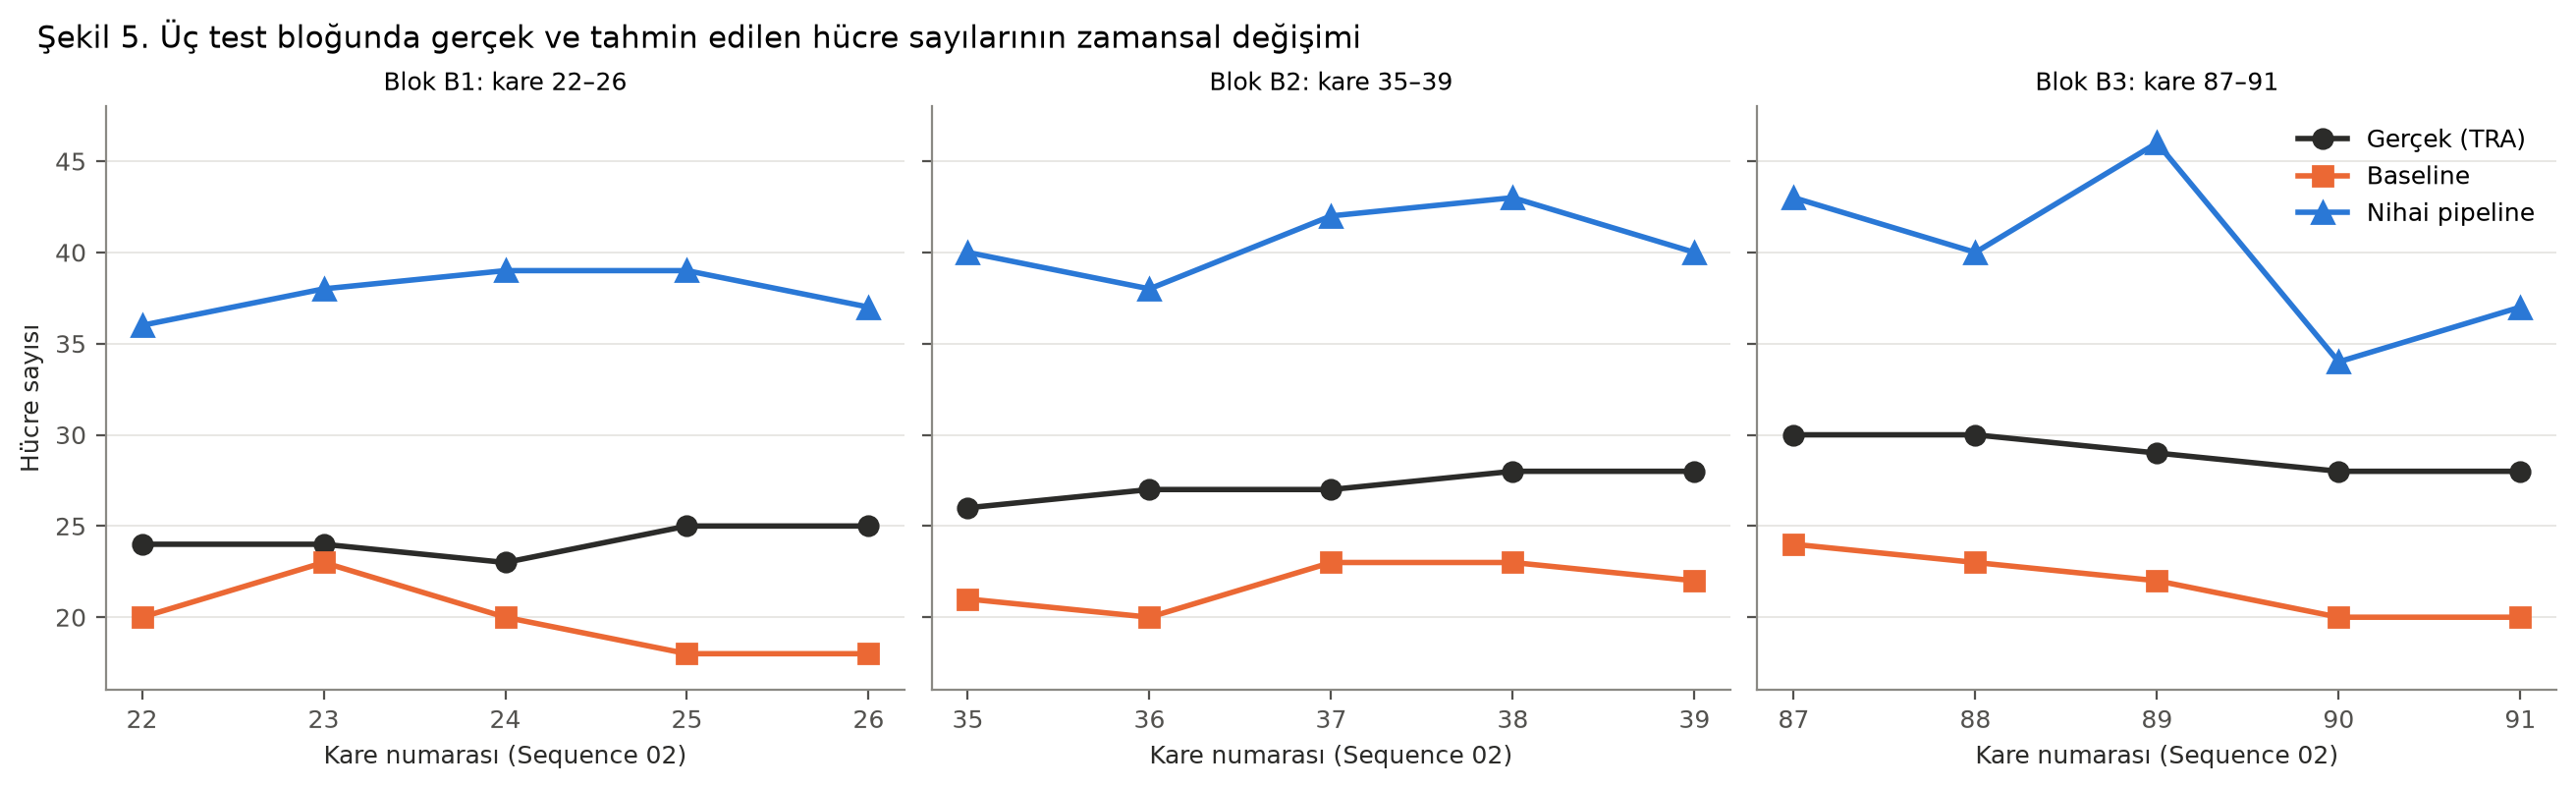 Şekil 5. Üç test bloğunda gerçek ve tahmin edilen hücre sayılarının zamansal değişimi
Blok B1: kare 22–26
Blok B2: kare 35–39
Blok B3: kare 87–91
Gerçek (TRA)
Baseline
Nihai pipeline
Hücre sayısı
45
40
35
30
25
20
22 23 24 25 26
35 36 37 38 39
87 88 89 90 91
Kare numarası (Sequence 02)
Kare numarası (Sequence 02)
Kare numarası (Sequence 02)